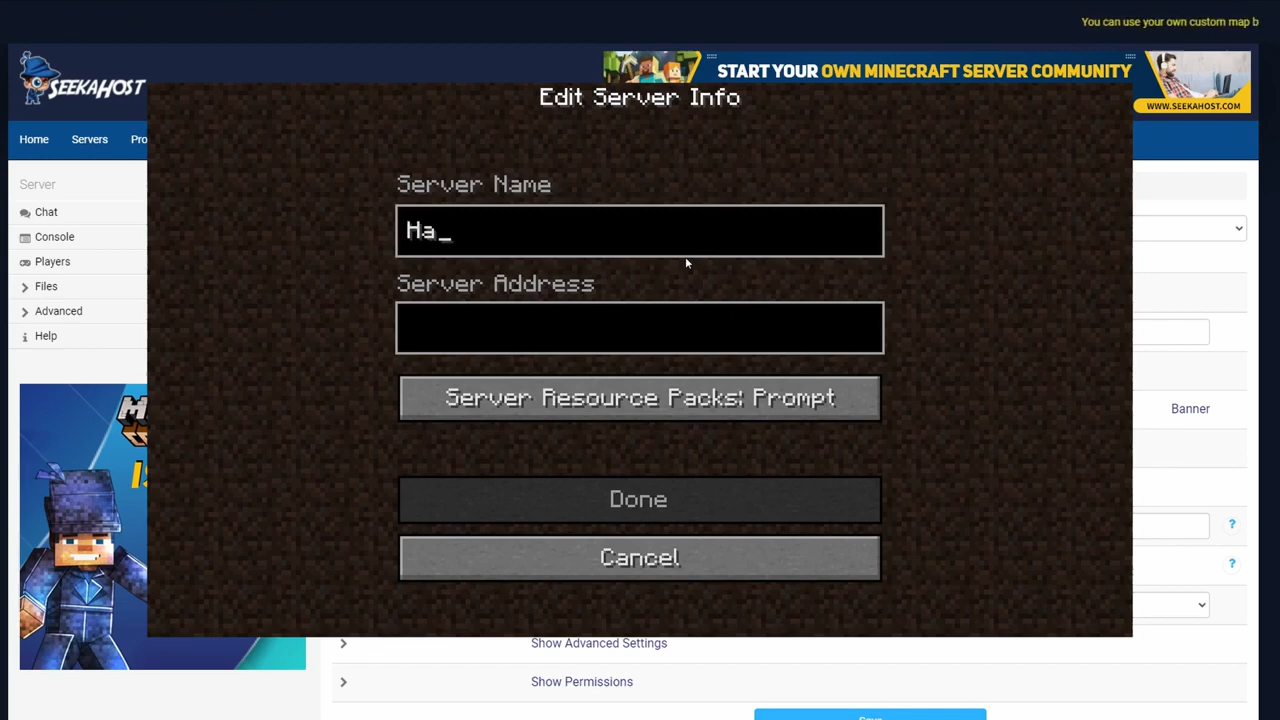 You can use your own custom map b
SEEKAHOST
START YOUR OWN MINECRAFT SERVER COMMUNITY
WWW.SEEKAHOST.COM
Edit Server Info
Home
Servers
Pro
Server
Server Name
Chat
Ha_
Console
Players
Server Address
Files
Advanced
Help
Server Resource Packs: Prompt
Banner
Done
?
Cancel
?
Show Advanced Settings
Show Permissions